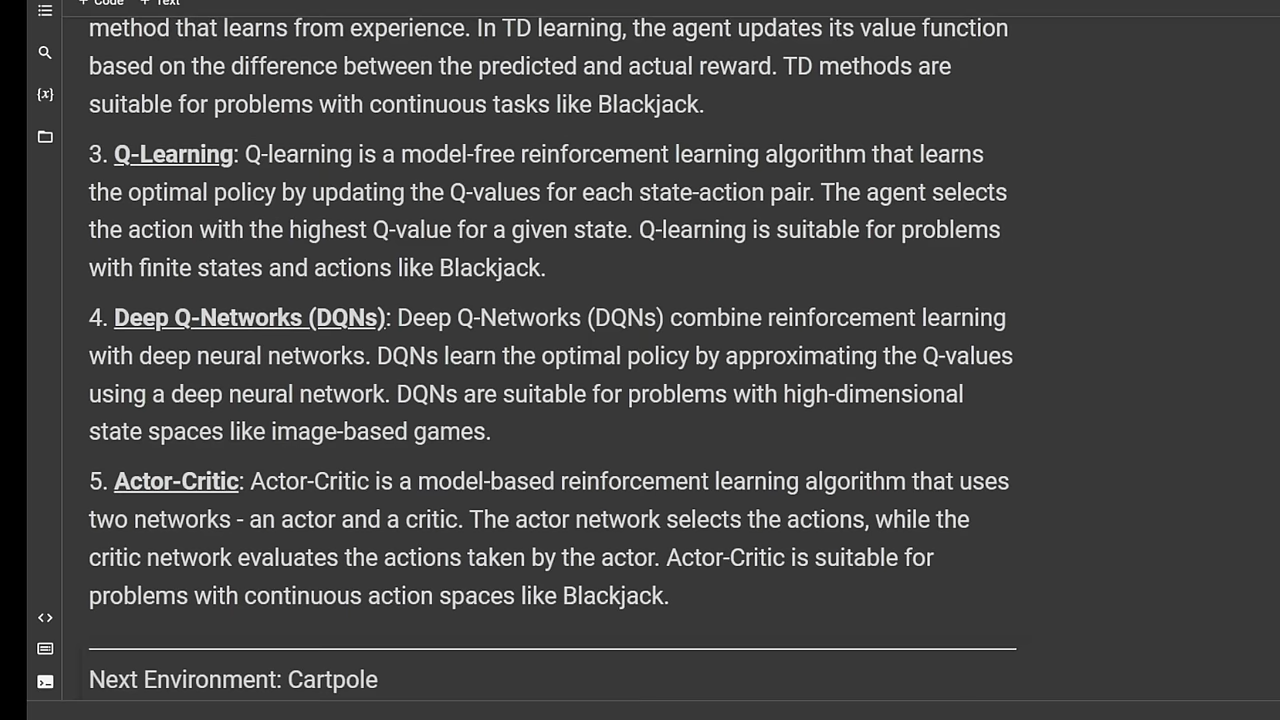 + Code + Text
method that learns from experience. In TD learning, the agent updates its value function
based on the difference between the predicted and actual reward. TD methods are
suitable for problems with continuous tasks like Blackjack.
3. Q-Learning: Q-learning is a model-free reinforcement learning algorithm that learns
the optimal policy by updating the Q-values for each state-action pair. The agent selects
the action with the highest Q-value for a given state. Q-learning is suitable for problems
with finite states and actions like Blackjack.
4. Deep Q-Networks (DQNs): Deep Q-Networks (DQNs) combine reinforcement learning
with deep neural networks. DQNs learn the optimal policy by approximating the Q-values
using a deep neural network. DQNs are suitable for problems with high-dimensional
state spaces like image-based games.
5. Actor-Critic: Actor-Critic is a model-based reinforcement learning algorithm that uses
two networks - an actor and a critic. The actor network selects the actions, while the
critic network evaluates the actions taken by the actor. Actor-Critic is suitable for
problems with continuous action spaces like Blackjack.
Next Environment: Cartpole